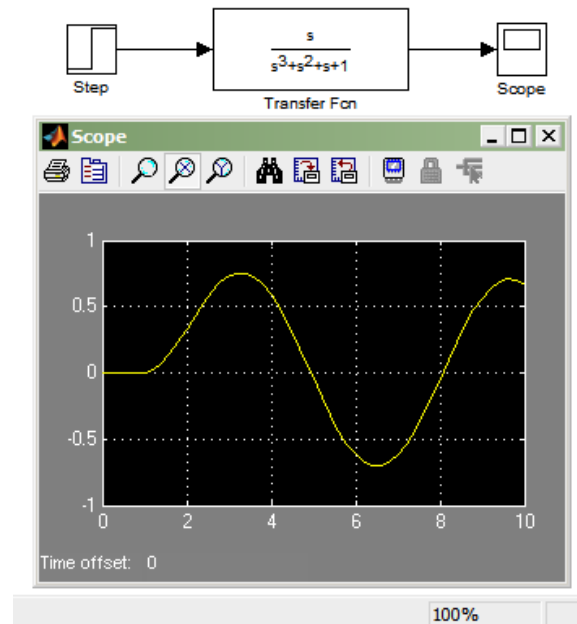 s
s³+s²+s+1
Step
Transfer Fcn
Scope
Scope
1
0.5
0
-0.5
-1
0 2 4 6 8 10
Time offset: 0
100%